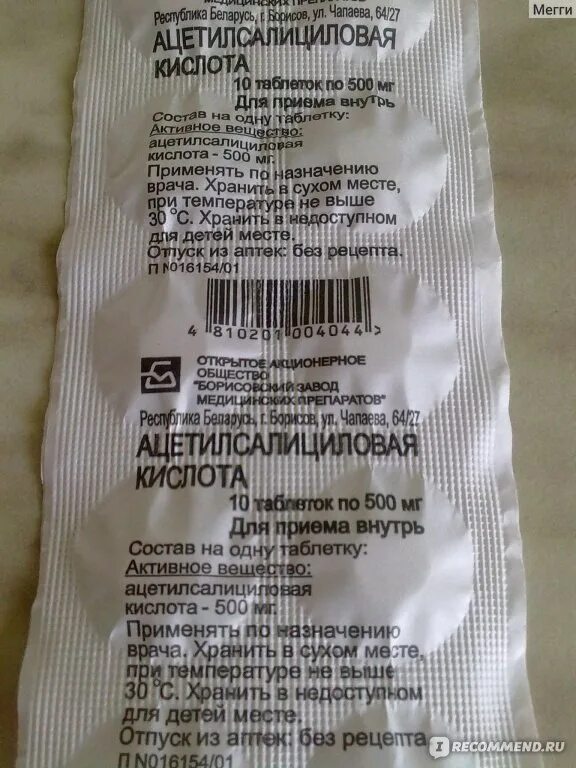 Мегги
МЕДИЦИНСКИХ ПРЕПАРАТОВ"
Республика Беларусь, г. Борисов, ул. Чапаева, 64/27
АЦЕТИЛСАЛИЦИЛОВАЯ
КИСЛОТА
10 таблеток по 500 мг
Для приема внутрь
Состав на одну таблетку:
Активное вещество:
ацетилсалициловая
кислота - 500 мг.
Применять по назначению
врача. Хранить в сухом месте,
при температуре не выше
30 °С. Хранить в недоступном
для детей месте.
Отпуск из аптек: без рецепта.
П №016154/01
4 810201 004044 >
ОТКРЫТОЕ АКЦИОНЕРНОЕ
ОБЩЕСТВО
"БОРИСОВСКИЙ ЗАВОД
МЕДИЦИНСКИХ ПРЕПАРАТОВ"
Республика Беларусь, г. Борисов, ул. Чапаева, 64/27
АЦЕТИЛСАЛИЦИЛОВАЯ
КИСЛОТА
10 таблеток по 500 мг
Для приема внутрь
Состав на одну таблетку:
Активное вещество:
ацетилсалициловая
кислота - 500 мг.
Применять по назначению
врача. Хранить в сухом месте,
при температуре не выше
30 °С. Хранить в недоступном
для детей месте.
Отпуск из аптек: без рецепта.
П №016154/01
I RECOMMEND.RU